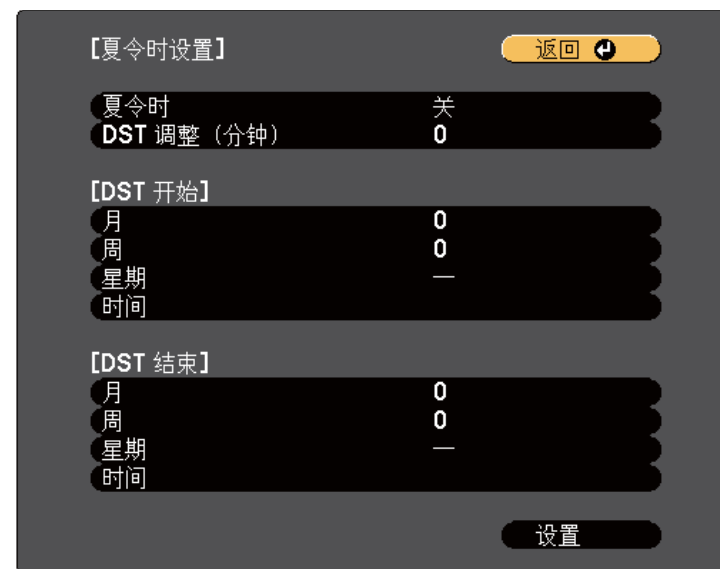 [夏令时设置] 返回
夏令时 关
DST 调整（分钟） 0
[DST 开始]
月 0
周 0
星期 —
时间
[DST 结束]
月 0
周 0
星期 —
时间
设置